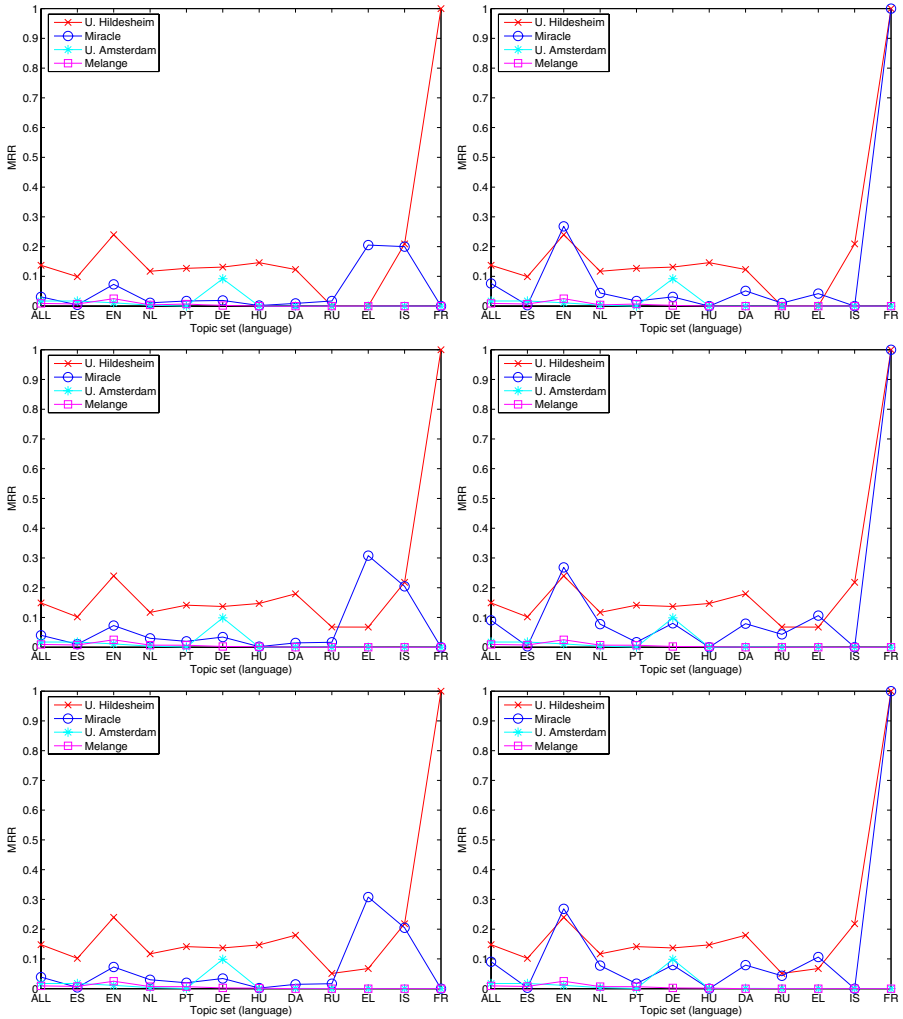 1
0.9
0.8
0.7
0.6
0.5
0.4
0.3
0.2
0.1
0
MRR
U. Hildesheim
Miracle
U. Amsterdam
Melange
ALL ES EN NL PT DE HU DA RU EL IS FR
Topic set (language)
1
0.9
0.8
0.7
0.6
0.5
0.4
0.3
0.2
0.1
0
MRR
U. Hildesheim
Miracle
U. Amsterdam
Melange
ALL ES EN NL PT DE HU DA RU EL IS FR
Topic set (language)
1
0.9
0.8
0.7
0.6
0.5
0.4
0.3
0.2
0.1
0
MRR
U. Hildesheim
Miracle
U. Amsterdam
Melange
ALL ES EN NL PT DE HU DA RU EL IS FR
Topic set (language)
1
0.9
0.8
0.7
0.6
0.5
0.4
0.3
0.2
0.1
0
MRR
U. Hildesheim
Miracle
U. Amsterdam
Melange
ALL ES EN NL PT DE HU DA RU EL IS FR
Topic set (language)
1
0.9
0.8
0.7
0.6
0.5
0.4
0.3
0.2
0.1
0
MRR
U. Hildesheim
Miracle
U. Amsterdam
Melange
ALL ES EN NL PT DE HU DA RU EL IS FR
Topic set (language)
1
0.9
0.8
0.7
0.6
0.5
0.4
0.3
0.2
0.1
0
MRR
U. Hildesheim
Miracle
U. Amsterdam
Melange
ALL ES EN NL PT DE HU DA RU EL IS FR
Topic set (language)